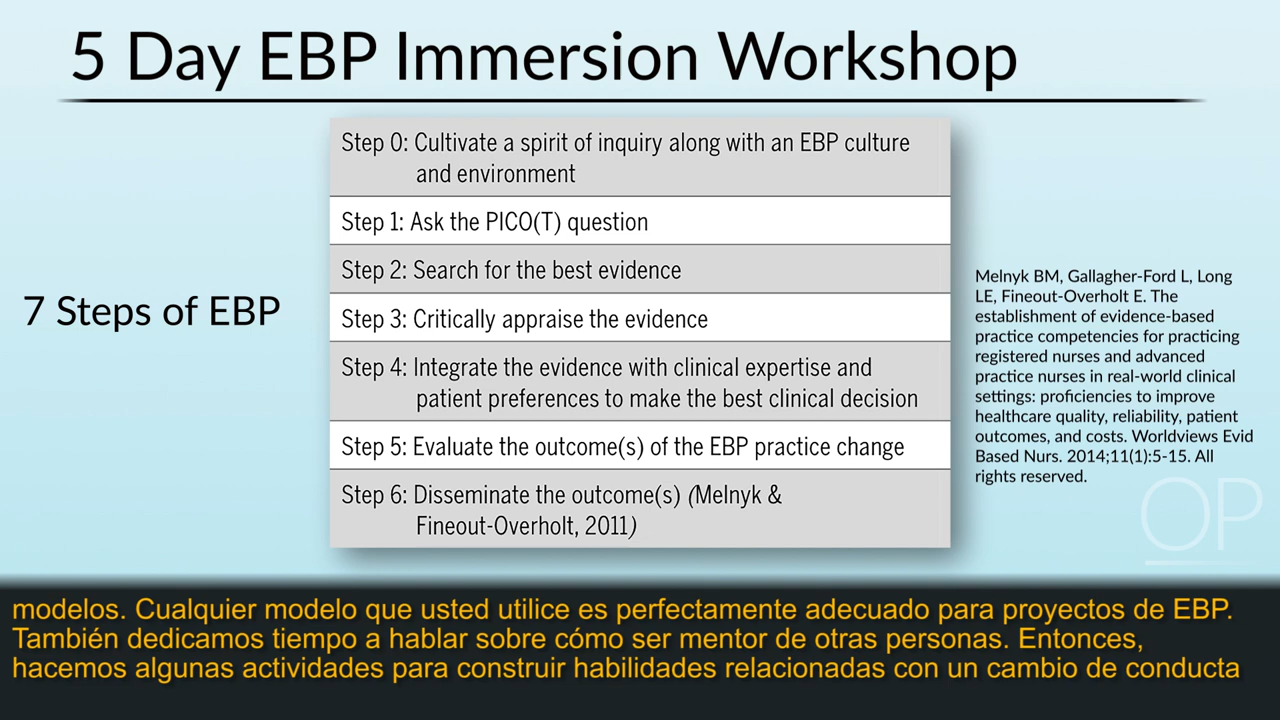 5 Day EBP Immersion Workshop
7 Steps of EBP
Step 0: Cultivate a spirit of inquiry along with an EBP culture
and environment
Step 1: Ask the PICO(T) question
Step 2: Search for the best evidence
Step 3: Critically appraise the evidence
Step 4: Integrate the evidence with clinical expertise and
patient preferences to make the best clinical decision
Step 5: Evaluate the outcome(s) of the EBP practice change
Step 6: Disseminate the outcome(s) (Melnyk &
Fineout-Overholt, 2011)
Melnyk BM, Gallagher-Ford L, Long
LE, Fineout-Overholt E. The
establishment of evidence-based
practice competencies for practicing
registered nurses and advanced
practice nurses in real-world clinical
settings: proficiencies to improve
healthcare quality, reliability, patient
outcomes, and costs. Worldviews Evid
Based Nurs. 2014;11(1):5-15. All
rights reserved.
OP
modelos. Cualquier modelo que usted utilice es perfectamente adecuado para proyectos de EBP.
También dedicamos tiempo a hablar sobre cómo ser mentor de otras personas. Entonces,
hacemos algunas actividades para construir habilidades relacionadas con un cambio de conducta